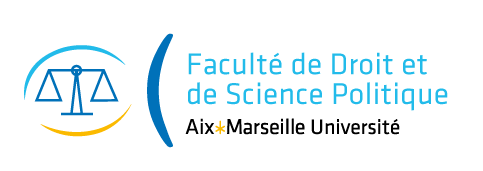 Faculté de Droit et
de Science Politique
Aix*Marseille Université